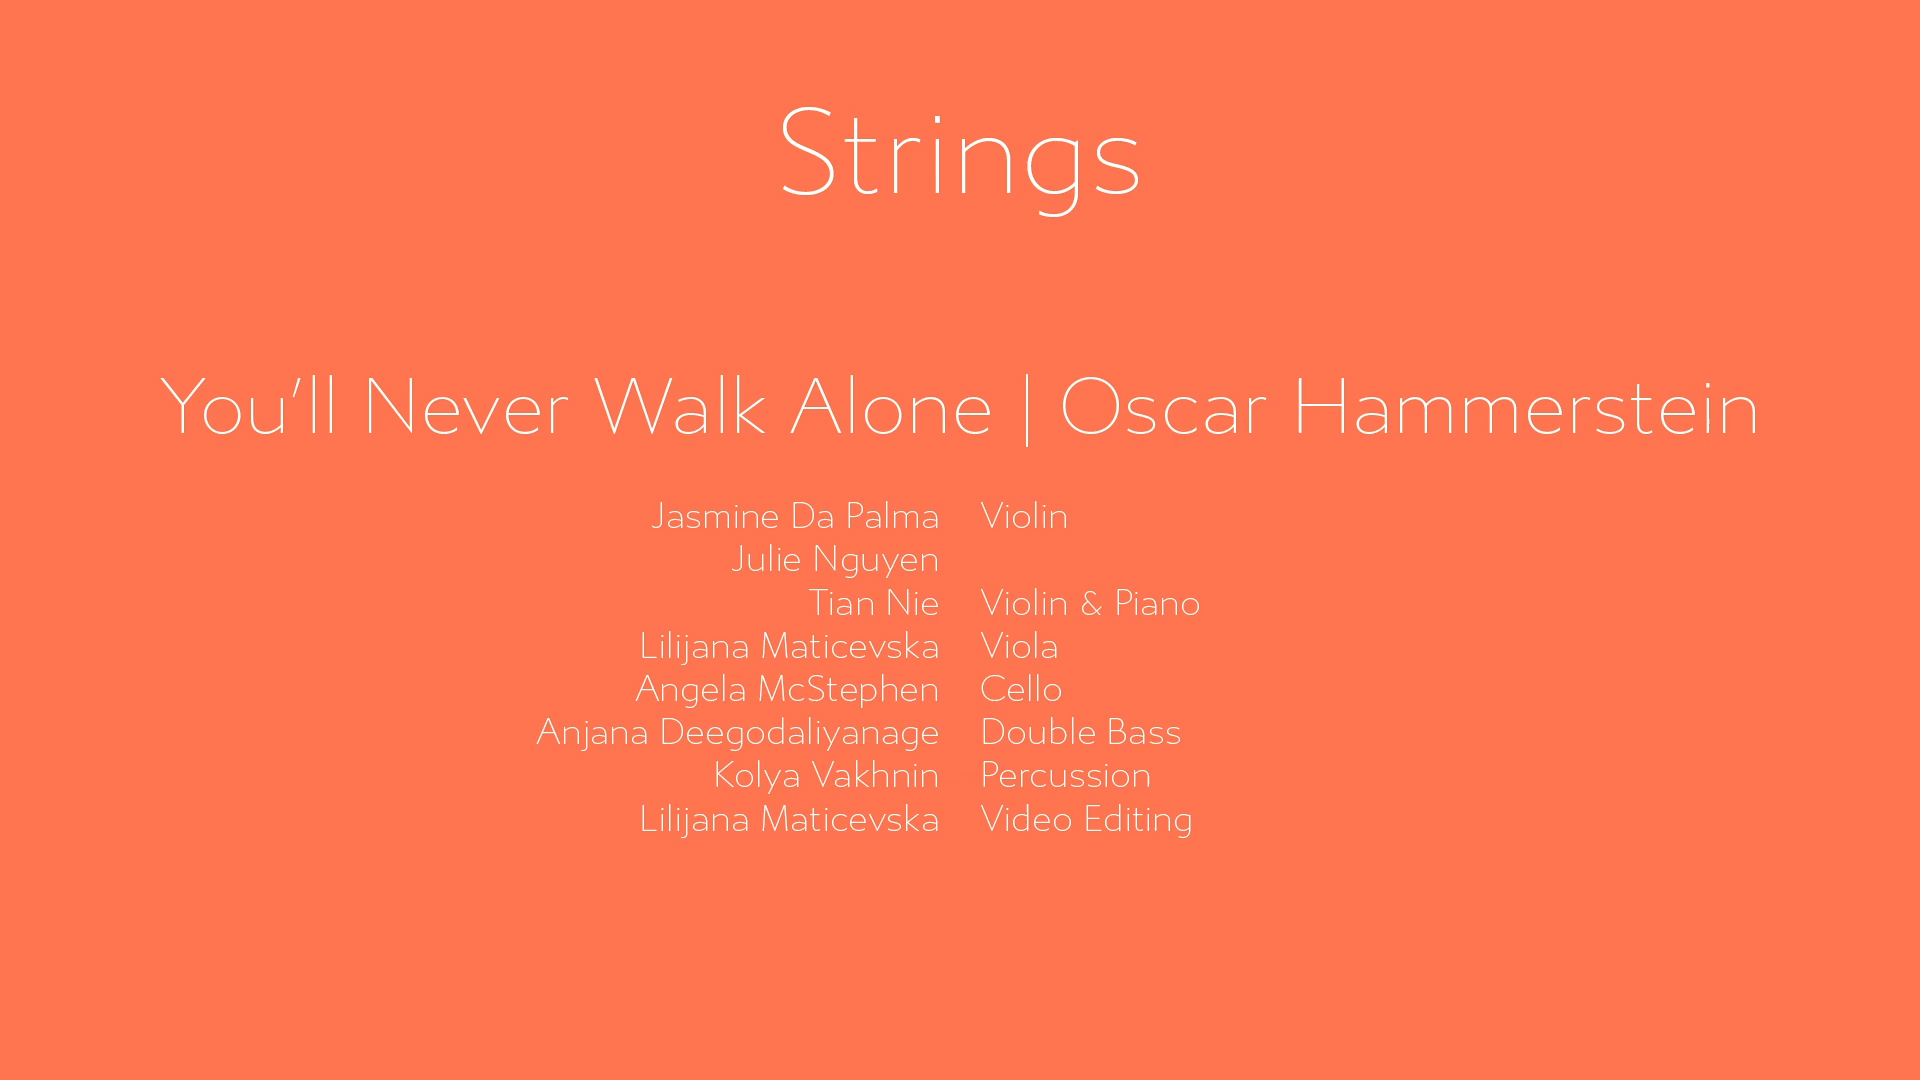 Strings
You’ll Never Walk Alone | Oscar Hammerstein
Jasmine Da Palma Violin
Julie Nguyen
Tian Nie Violin & Piano
Lilijana Maticevska Viola
Angela McStephen Cello
Anjana Deegodaliyanage Double Bass
Kolya Vakhnin Percussion
Lilijana Maticevska Video Editing